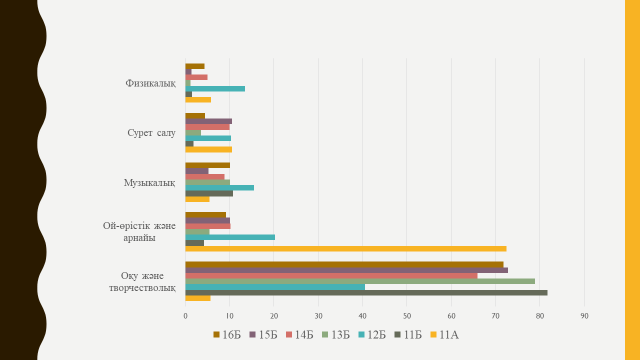 Физикалық
Сурет салу
Музыкалық
Ой-өрістік және
арнайы
Оқу және
творчестволық
0 10 20 30 40 50 60 70 80 90
16Б 15Б 14Б 13Б 12Б 11Б 11А